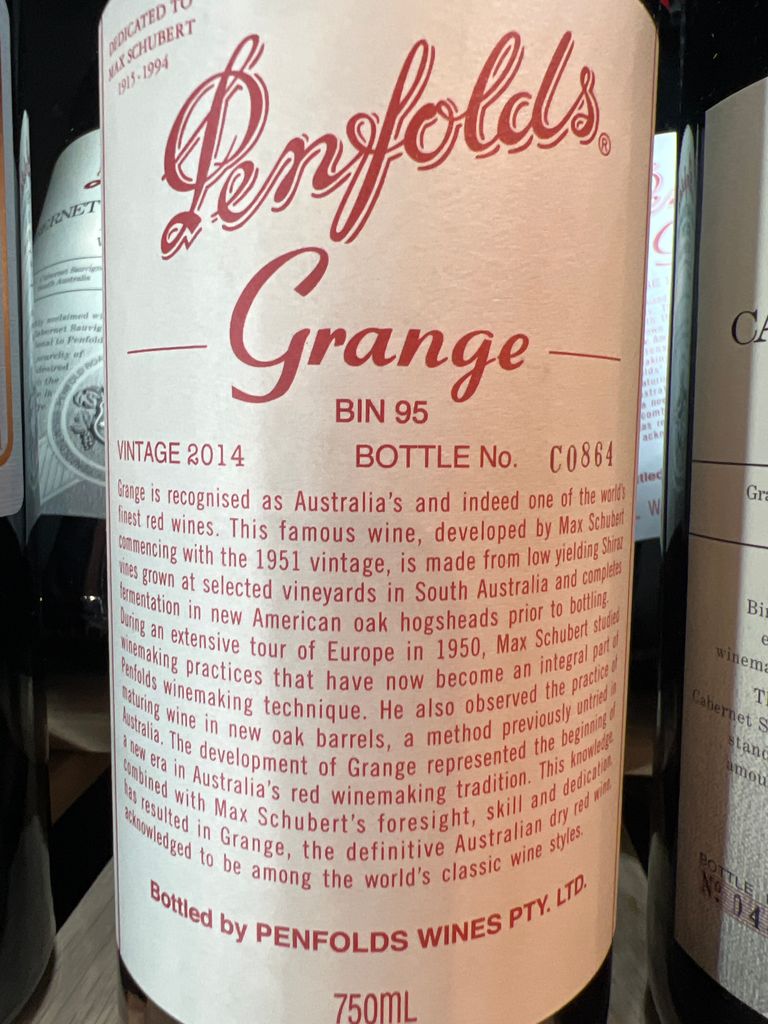 DEDICATED TO
MAX SCHUBERT
1915-1994
Penfolds®
Grange
BIN 95
VINTAGE 2014 BOTTLE No. C0864
Grange is recognised as Australia's and indeed one of the world's
finest red wines. This famous wine, developed by Max Schubert
commencing with the 1951 vintage, is made from low yielding Shiraz
vines grown at selected vineyards in South Australia and completes
fermentation in new American oak hogsheads prior to bottling.
During an extensive tour of Europe in 1950, Max Schubert studied
winemaking practices that have now become an integral part of
Penfolds winemaking technique. He also observed the practice of
maturing wine in new oak barrels, a method previously untried in
Australia. The development of Grange represented the beginning of
a new era in Australia's red winemaking tradition. This knowledge,
combined with Max Schubert's foresight, skill and dedication,
has resulted in Grange, the definitive Australian dry red wine,
acknowledged to be among the world's classic wine styles.
Bottled by PENFOLDS WINES PTY. LTD.
750mL
Cabernet Sauvign
South Australia
Cabernet S
BOTTLE
No